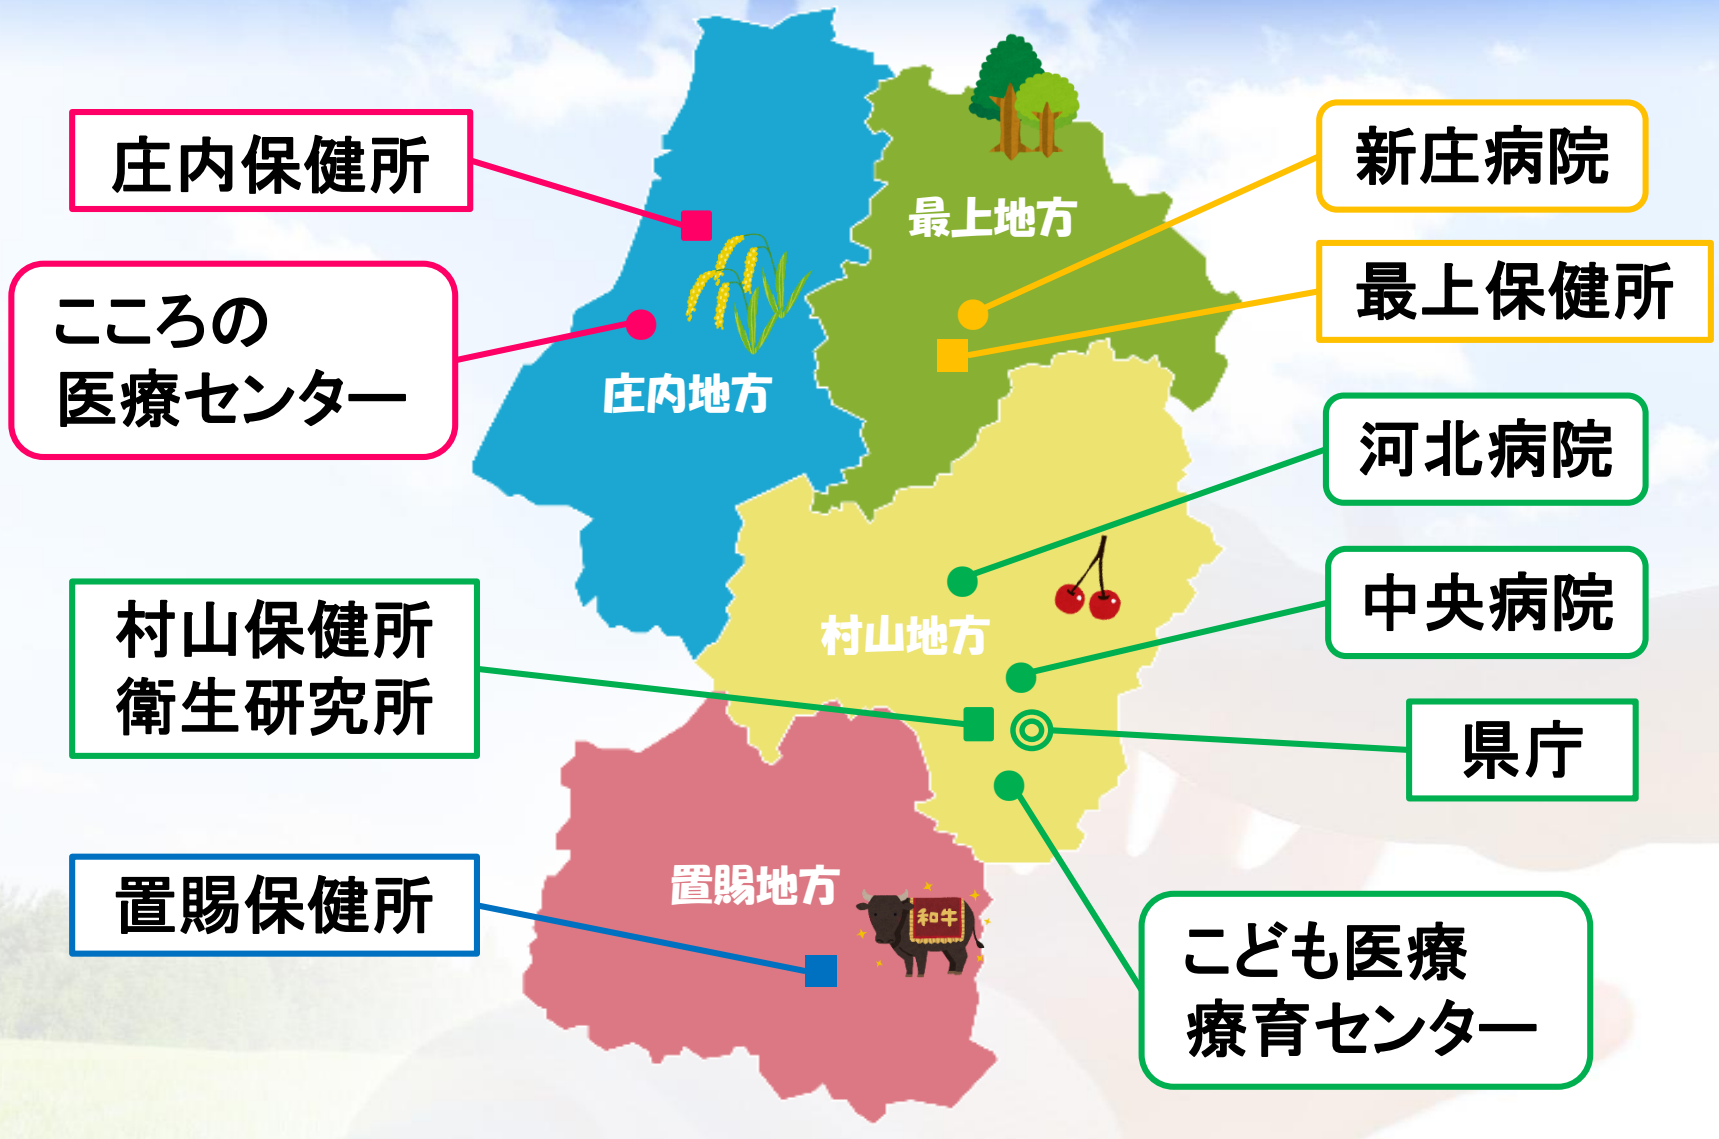 庄内保健所
こころの
医療センター
村山保健所
衛生研究所
置賜保健所
最上地方
庄内地方
村山地方
置賜地方
和牛
新庄病院
最上保健所
河北病院
中央病院
県庁
こども医療
療育センター